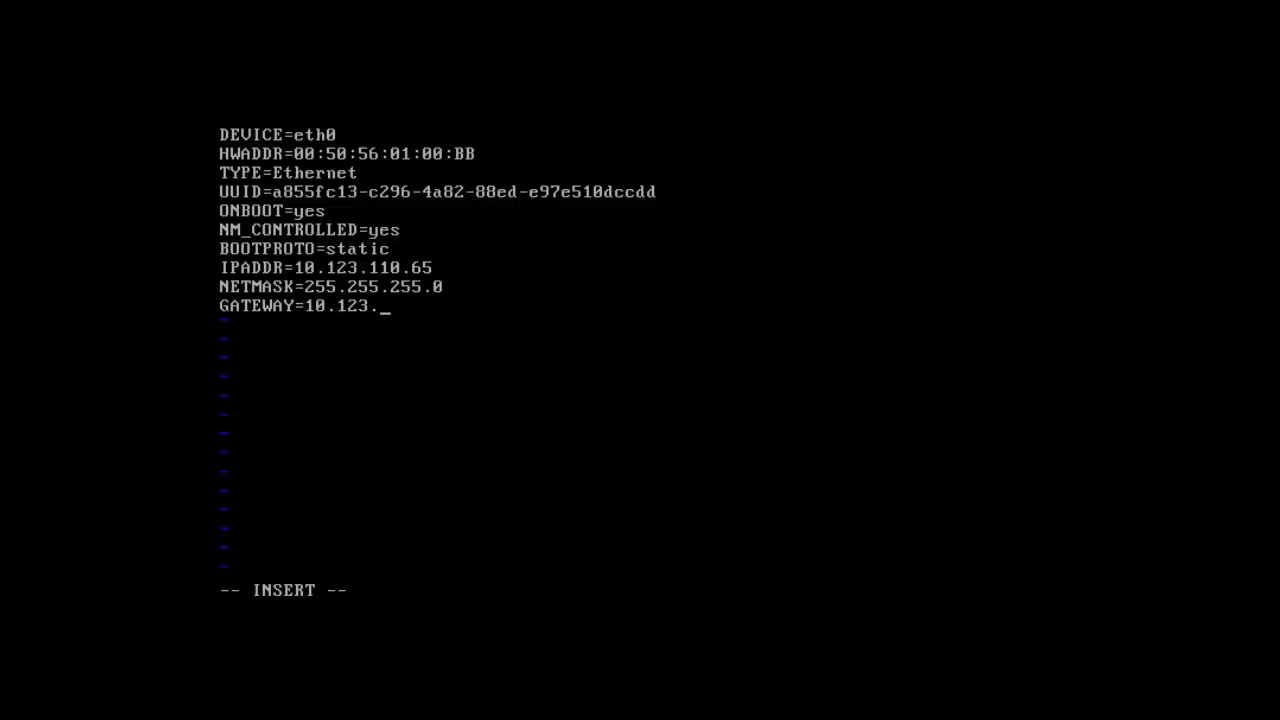 DEVICE=eth0
HWADDR=00:50:56:01:00:BB
TYPE=Ethernet
UUID=a855fc13-c296-4a82-88ed-e97e510dccdd
ONBOOT=yes
NM_CONTROLLED=yes
BOOTPROTO=static
IPADDR=10.123.110.65
NETMASK=255.255.255.0
GATEWAY=10.123._
~
~
~
~
~
~
~
~
~
~
~
~
~
~
-- INSERT --